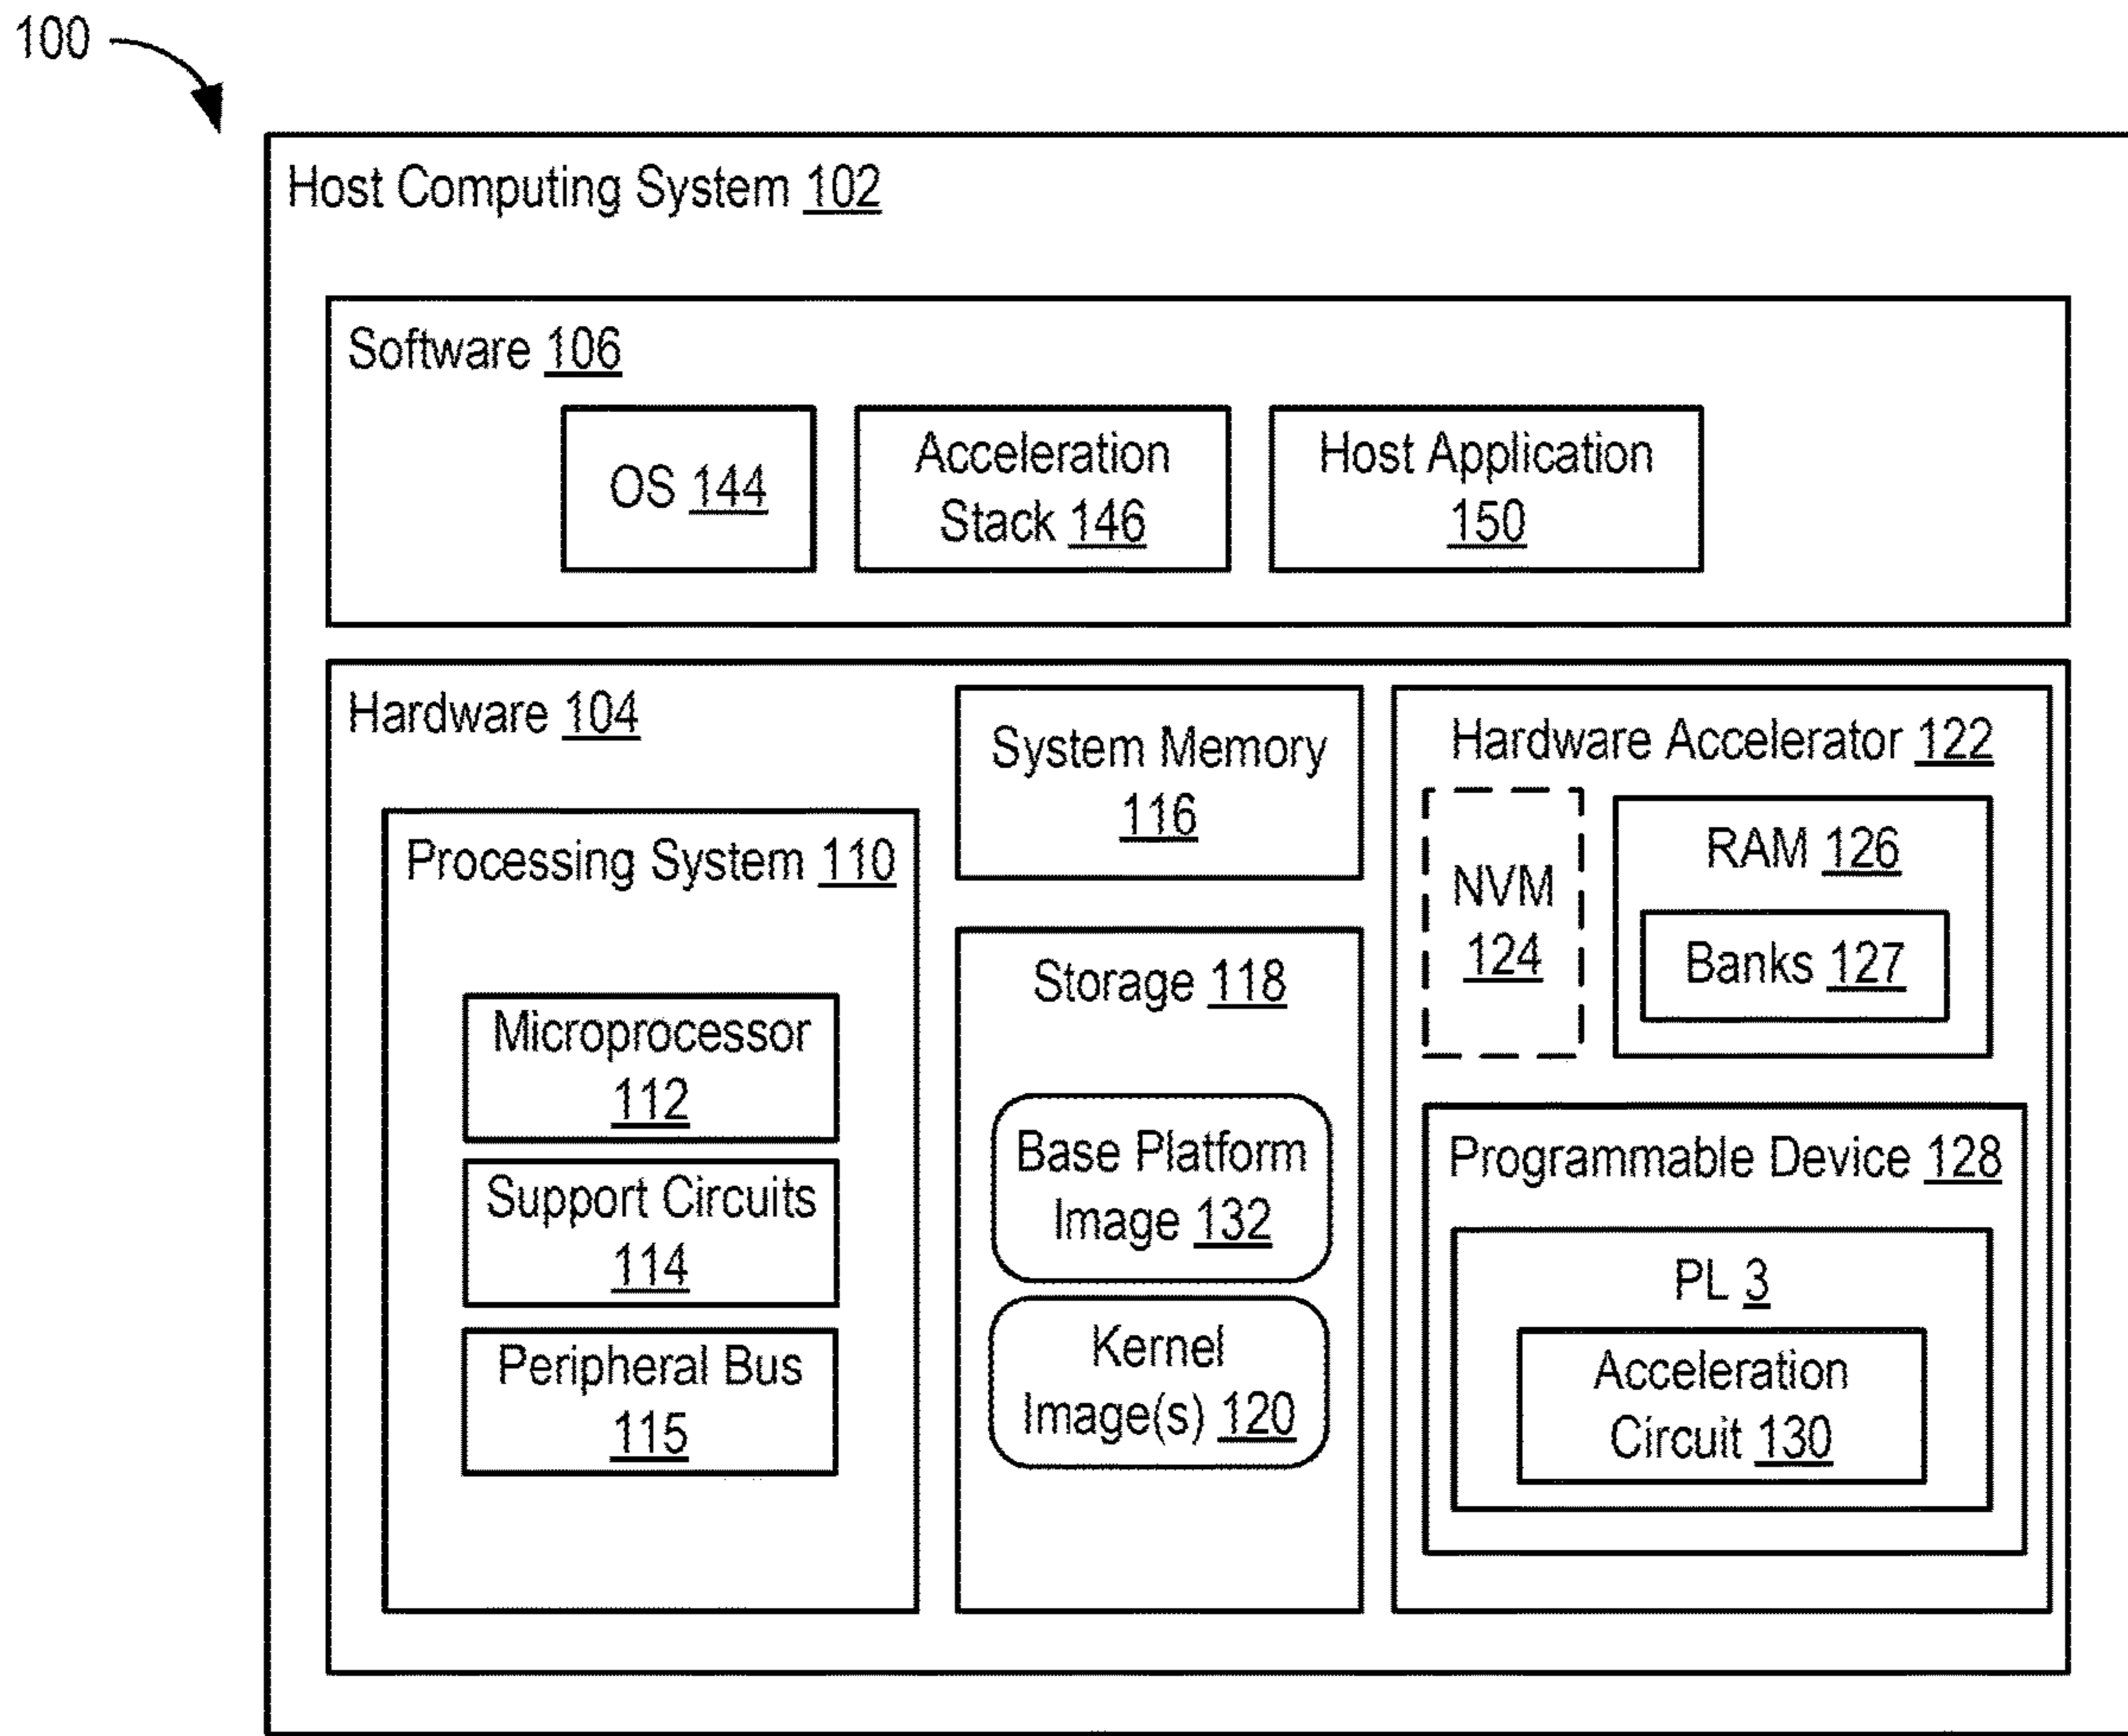 100
Host Computing System 102
Software 106
OS 144
Acceleration
Stack 146
Host Application
150
Hardware 104
Processing System 110
Microprocessor
112
Support Circuits
114
Peripheral Bus
115
System Memory
116
Storage 118
Base Platform
Image 132
Kernel
Image(s) 120
Hardware Accelerator 122
NVM
124
RAM 126
Banks 127
Programmable Device 128
PL 3
Acceleration
Circuit 130